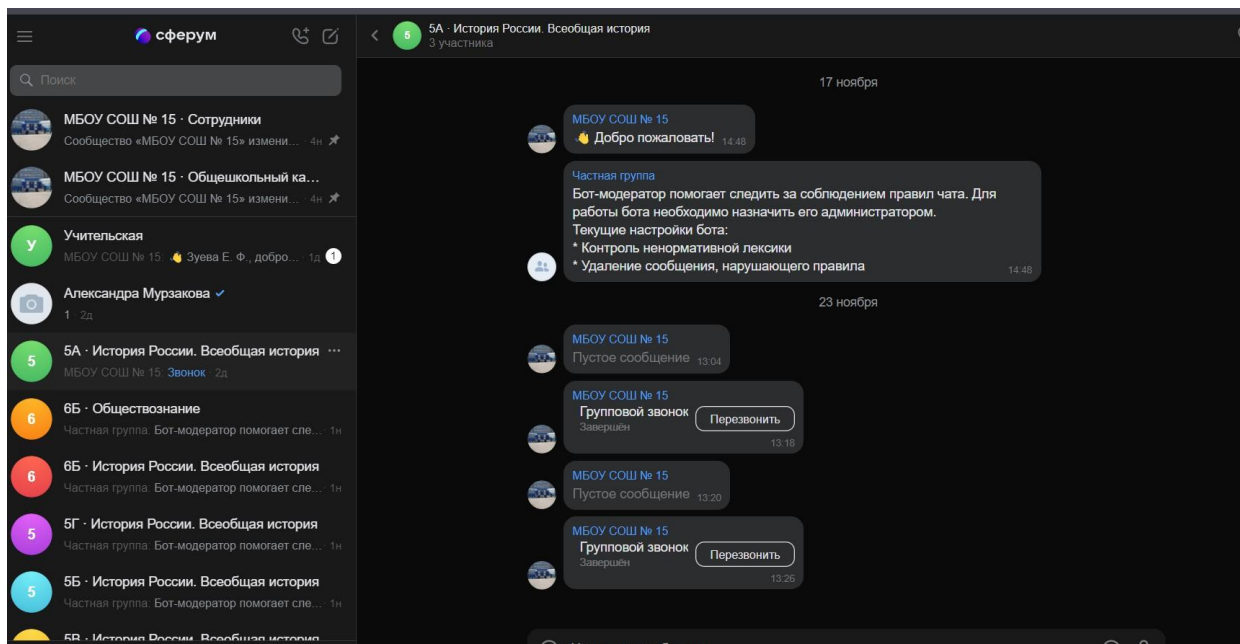 сферум
Поиск
МБОУ СОШ № 15 · Сотрудники
Сообщество «МБОУ СОШ № 15» измени... · 4н
МБОУ СОШ № 15 · Общешкольный ка...
Сообщество «МБОУ СОШ № 15» измени... · 4н
У
Учительская
МБОУ СОШ № 15: 👋 Зуева Е. Ф., добро... · 1д 1
Александра Мурзакова
1 · 2д
5
5А · История России. Всеобщая история ...
МБОУ СОШ № 15: Звонок · 2д
6
6Б · Обществознание
Частная группа: Бот-модератор помогает сле... · 1н
6
6Б · История России. Всеобщая история
Частная группа: Бот-модератор помогает сле... · 1н
5
5Г · История России. Всеобщая история
Частная группа: Бот-модератор помогает сле... · 1н
5
5Б · История России. Всеобщая история
Частная группа: Бот-модератор помогает сле... · 1н
5В · История России. Всеобщая история
5
5А · История России. Всеобщая история
3 участника
17 ноября
МБОУ СОШ № 15
👋 Добро пожаловать! 14:48
Частная группа
Бот-модератор помогает следить за соблюдением правил чата. Для
работы бота необходимо назначить его администратором.
Текущие настройки бота:
* Контроль ненормативной лексики
* Удаление сообщения, нарушающего правила
14:48
23 ноября
МБОУ СОШ № 15
Пустое сообщение 13:04
МБОУ СОШ № 15
Групповой звонок
Завершён
Перезвонить
13:18
МБОУ СОШ № 15
Пустое сообщение 13:20
МБОУ СОШ № 15
Групповой звонок
Завершён
Перезвонить
13:26